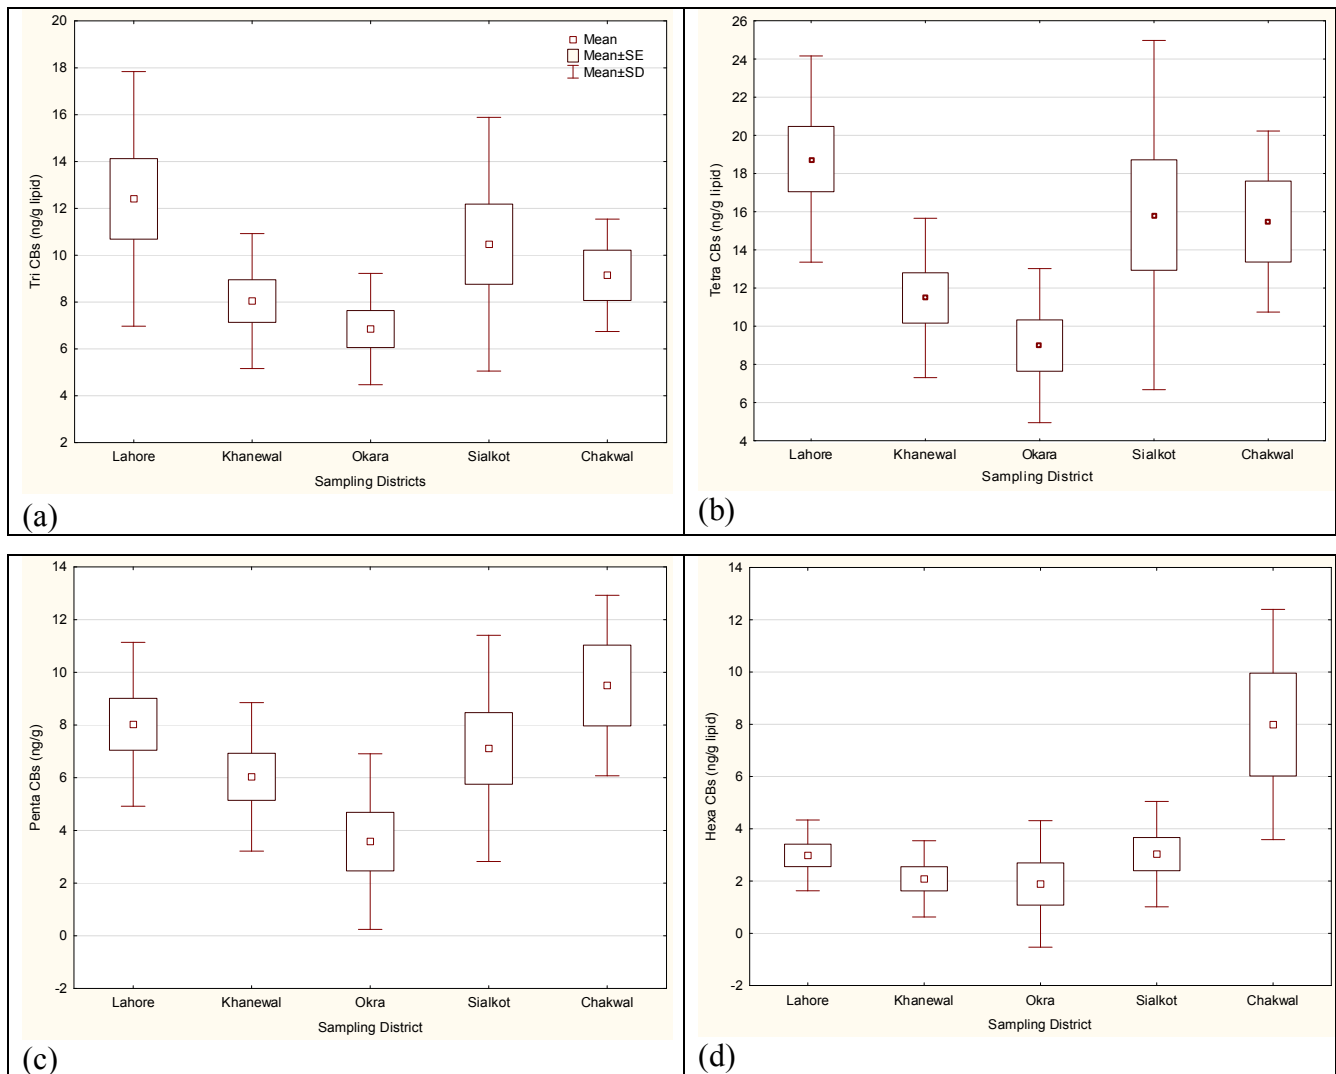 20
18
16
14
12
10
8
6
4
2
Tri CBs (ng/g lipid)
Mean
Mean±SE
Mean±SD
Lahore Khanewal Okara Sialkot Chakwal
Sampling Districts
(a)
26
24
22
20
18
16
14
12
10
8
6
4
Tetra CBs (ng/g lipid)
Lahore Khanewal Okara Sialkot Chakwal
Sampling District
(b)
14
12
10
8
6
4
2
0
-2
Penta CBs (ng/g)
Lahore Khanewal Okra Sialkot Chakwal
Sampling District
(c)
14
12
10
8
6
4
2
0
-2
Hexa CBs (ng/g lipid)
Lahore Khanewal Okra Sialkot Chakwal
Sampling District
(d)